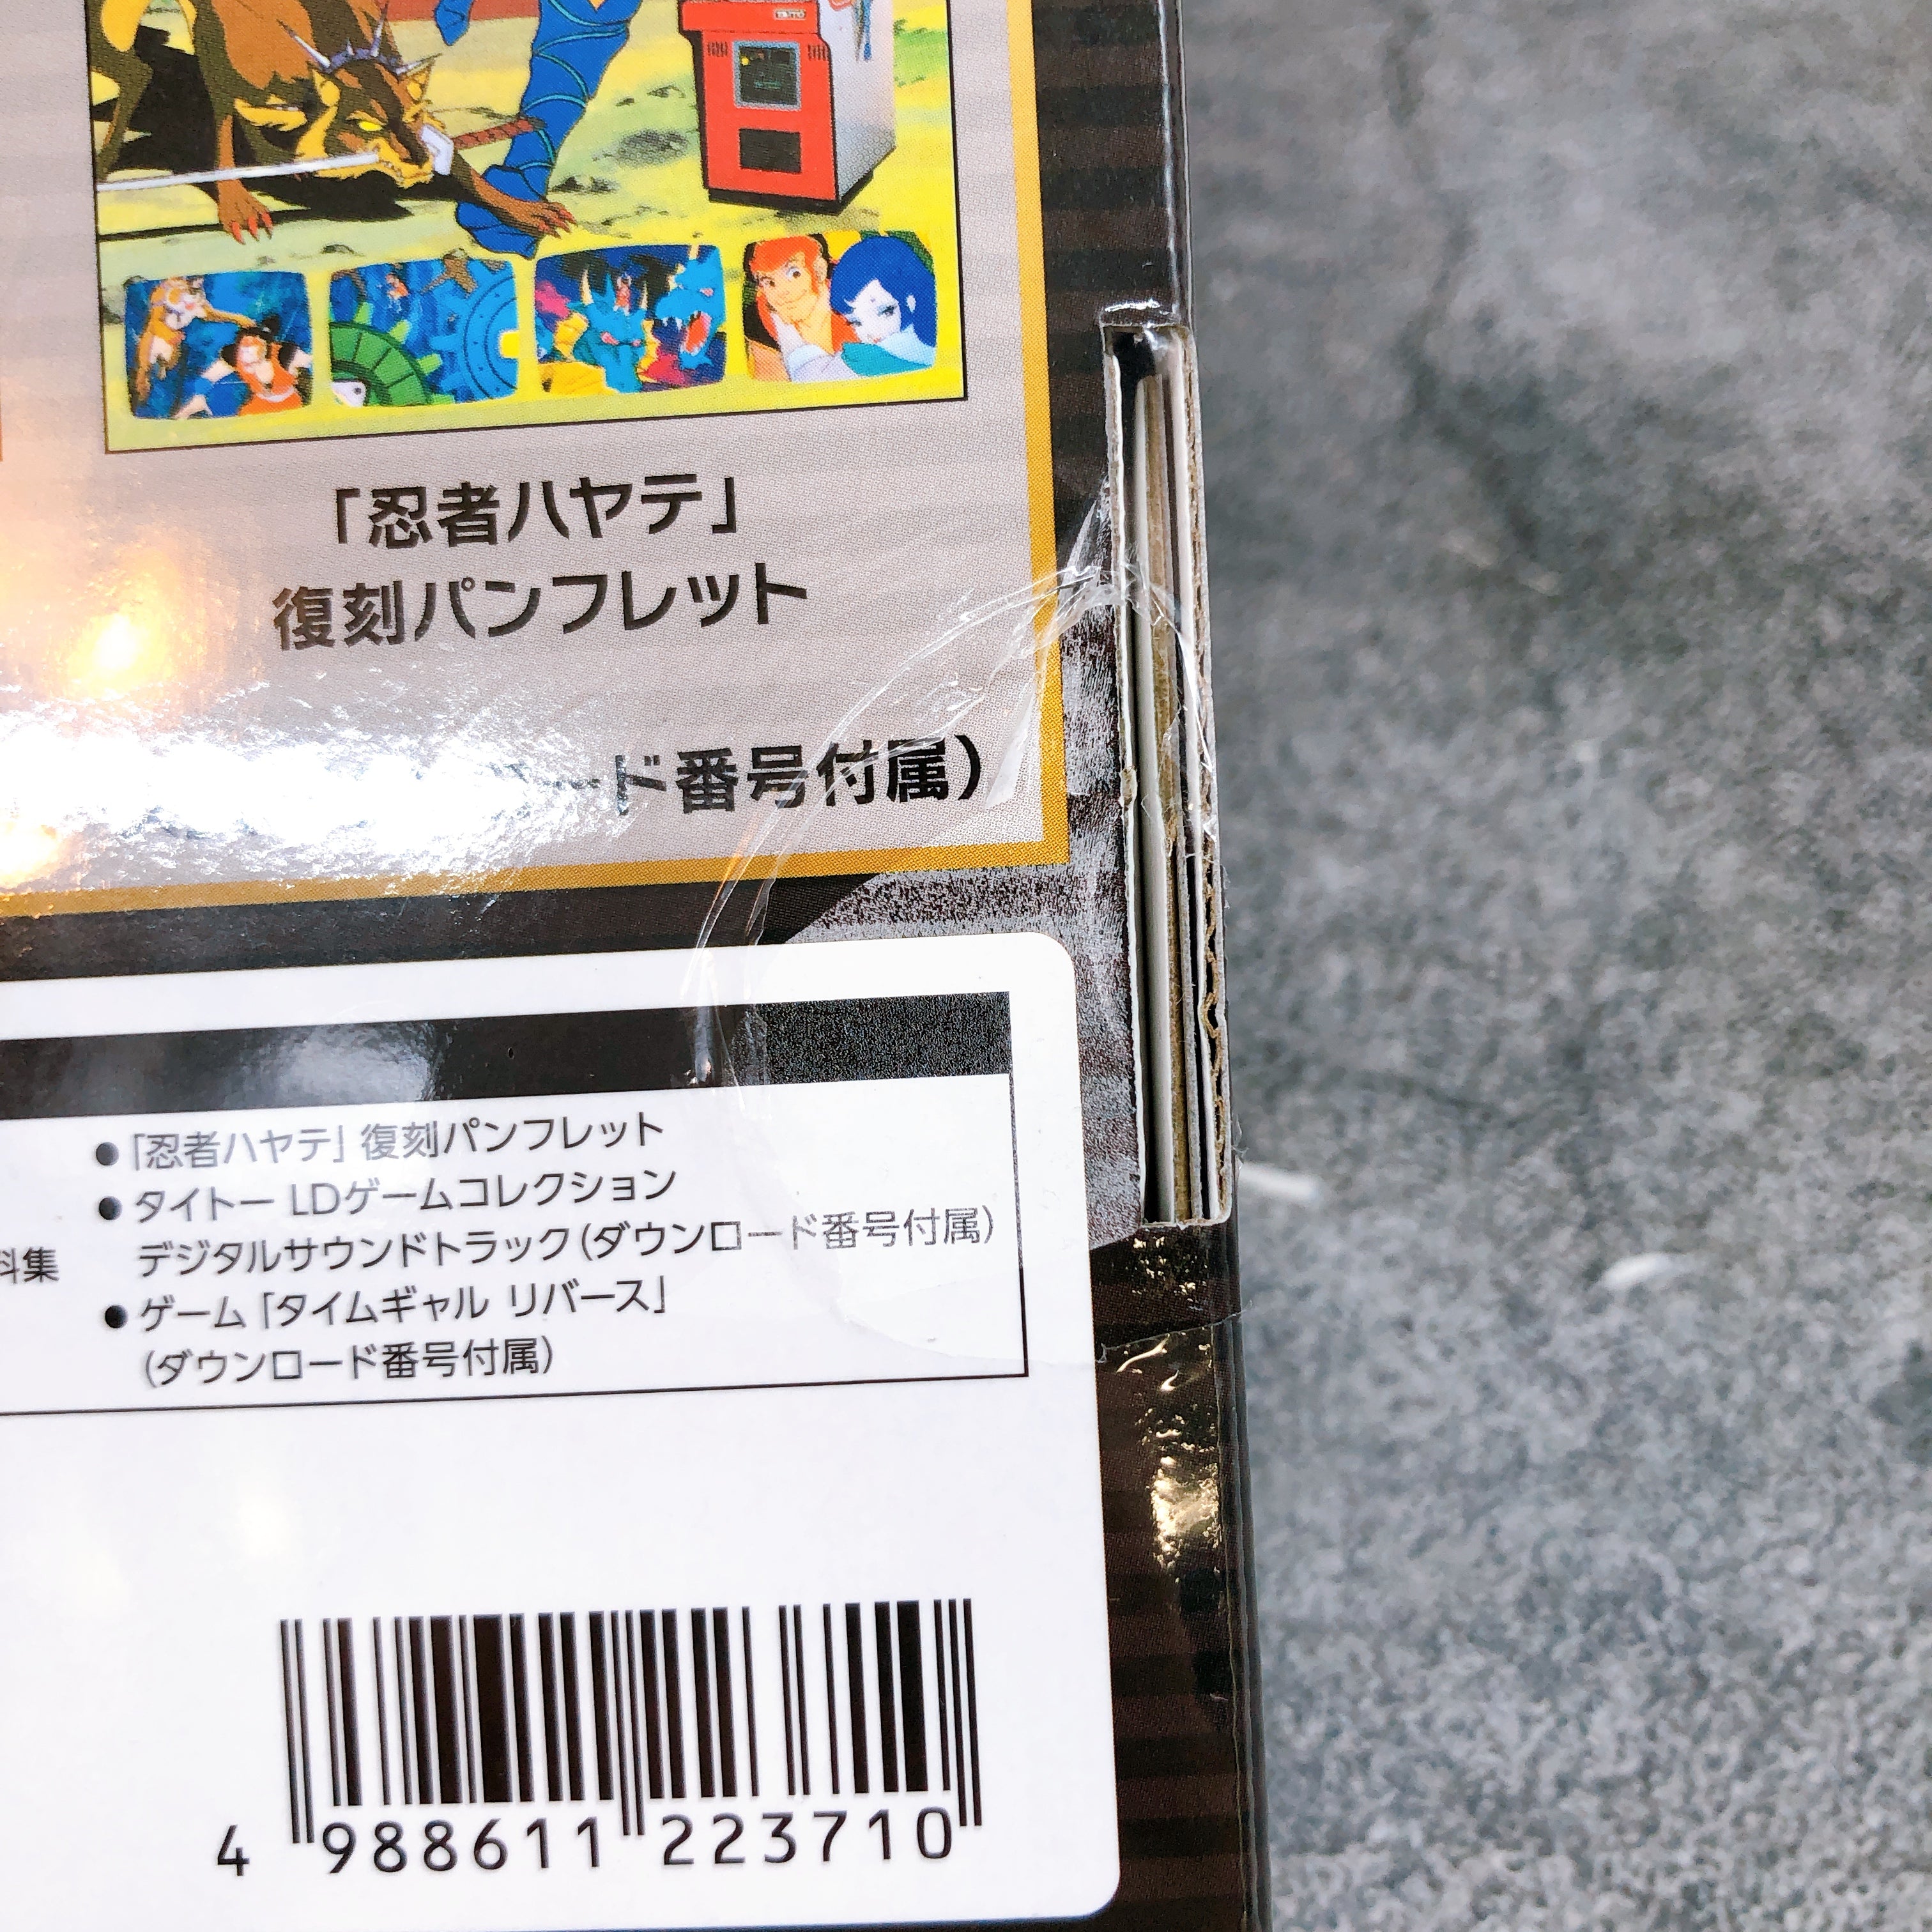 TAITO
「忍者ハヤテ」
復刻パンフレット
ード番号付属）
●「忍者ハヤテ」復刻パンフレット
●タイトー LDゲームコレクション
デジタルサウンドトラック（ダウンロード番号付属）
料集
●ゲーム「タイムギャル リバース」
（ダウンロード番号付属）
4 988611 223710